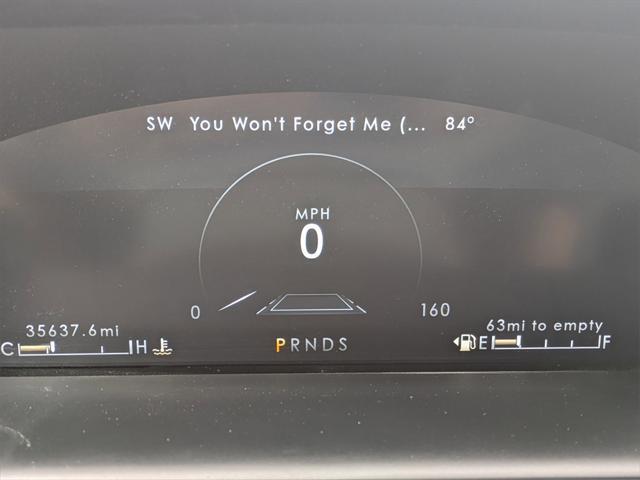 SW You Won't Forget Me (... 84°
MPH
0
0 160
35637.6mi 63mi to empty
C H PRNDS E F